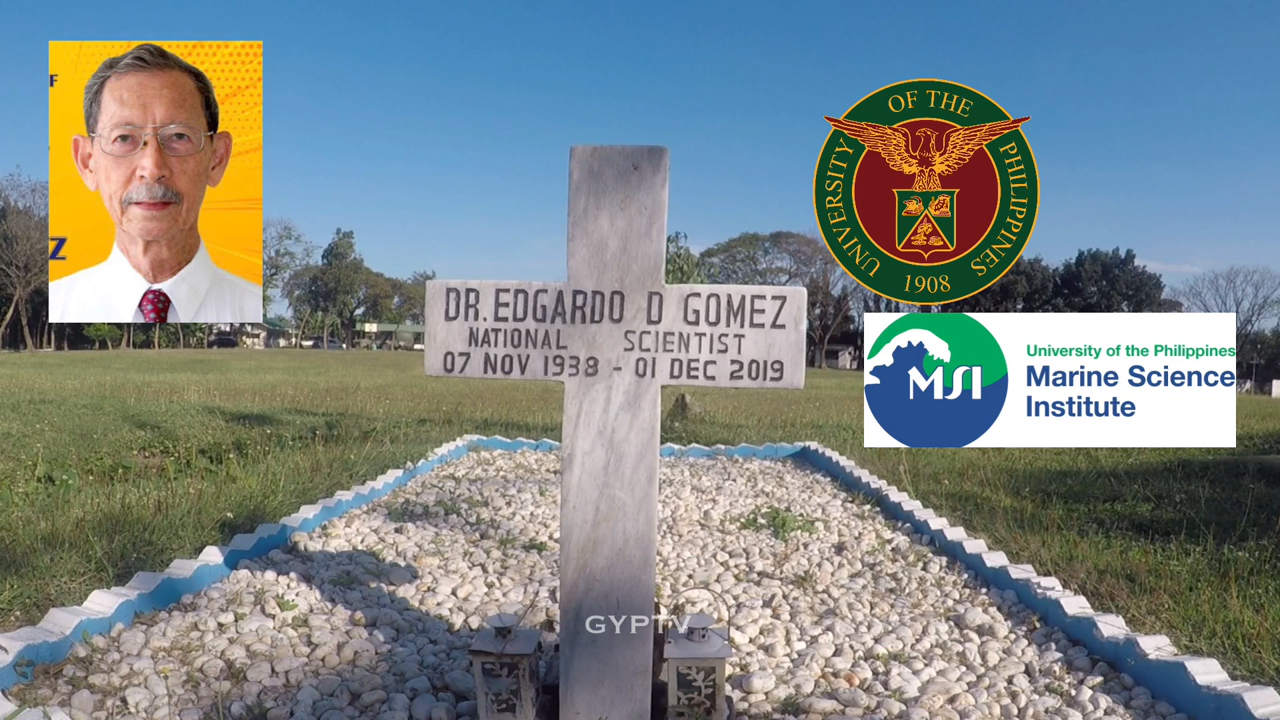 F
Z
UNIVERSITY OF THE PHILIPPINES
1908
DR. EDGARDO D GOMEZ
NATIONAL SCIENTIST
07 NOV 1938 - 01 DEC 2019
MSI
University of the Philippines
Marine Science
Institute
GYPTV